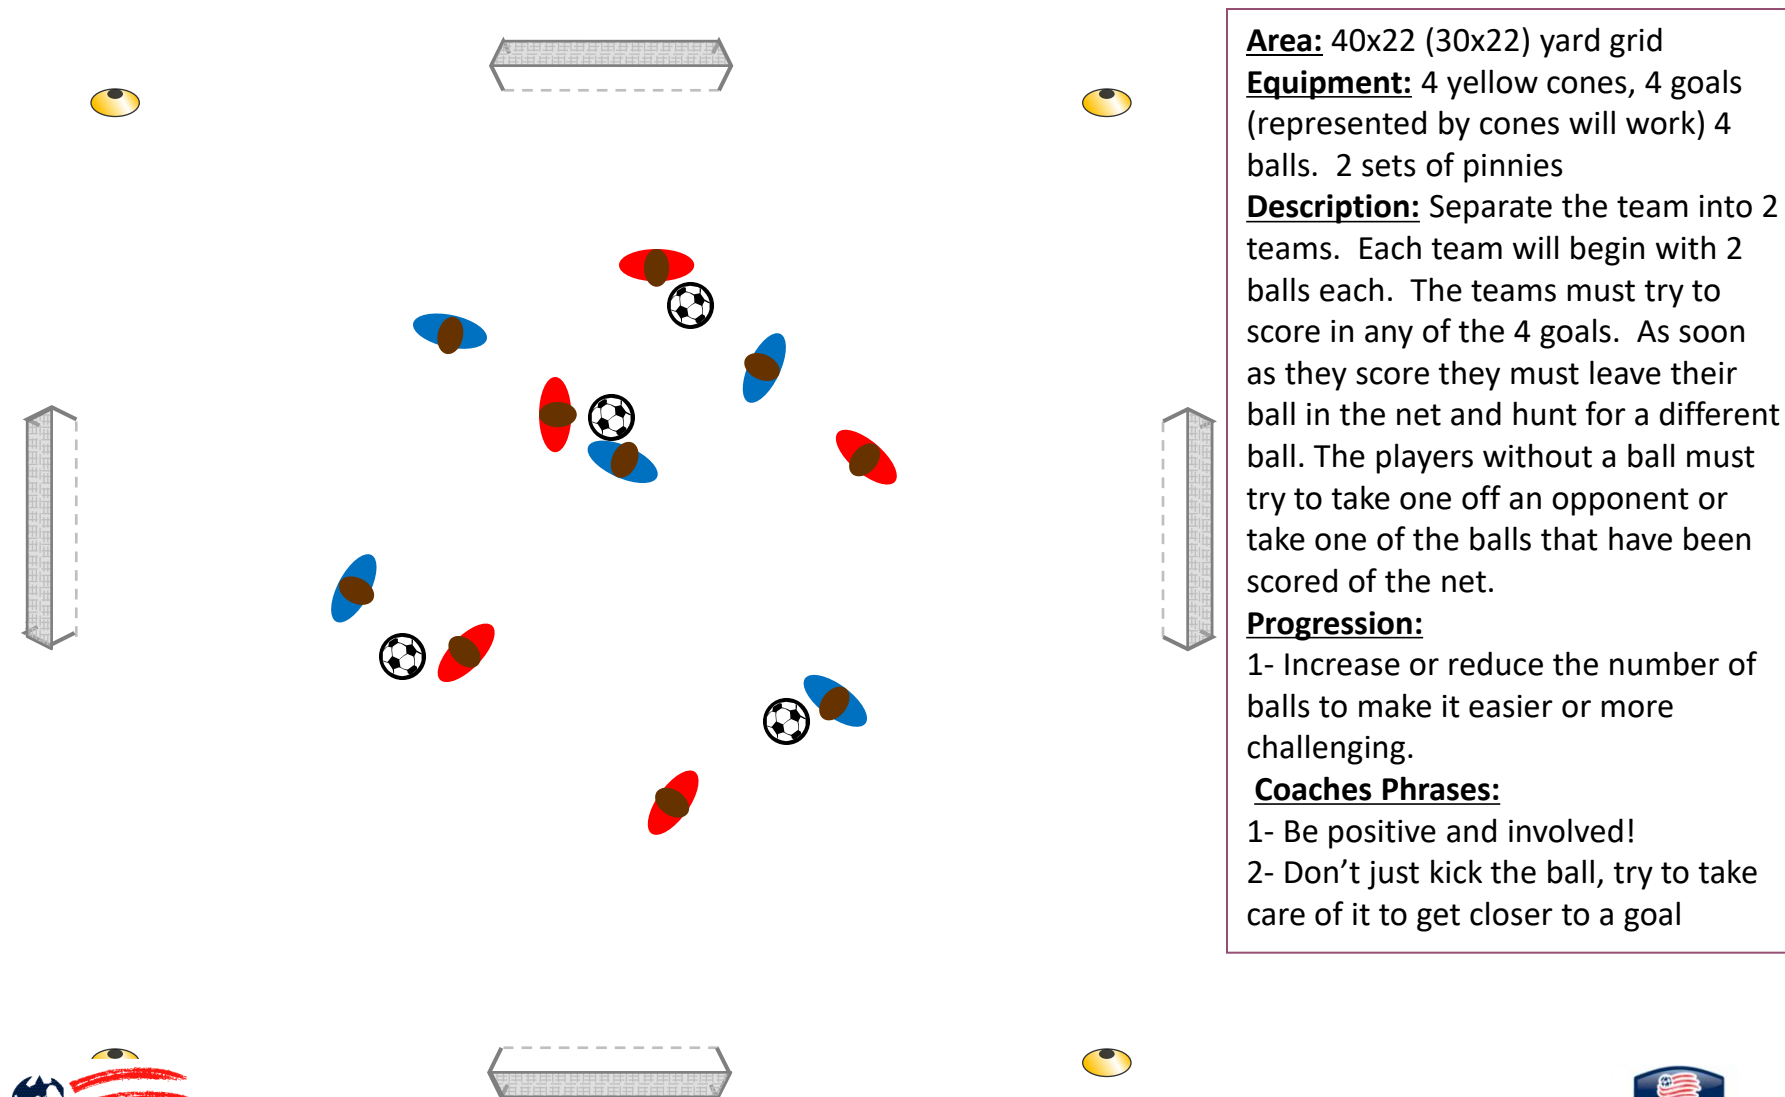 Area: 40x22 (30x22) yard grid
Equipment: 4 yellow cones, 4 goals
(represented by cones will work) 4
balls.  2 sets of pinnies
Description: Separate the team into 2
teams.  Each team will begin with 2
balls each.  The teams must try to
score in any of the 4 goals.  As soon
as they score they must leave their
ball in the net and hunt for a different
ball. The players without a ball must
try to take one off an opponent or
take one of the balls that have been
scored of the net.
Progression:
1- Increase or reduce the number of
balls to make it easier or more
challenging.
Coaches Phrases:
1- Be positive and involved!
2- Don’t just kick the ball, try to take
care of it to get closer to a goal